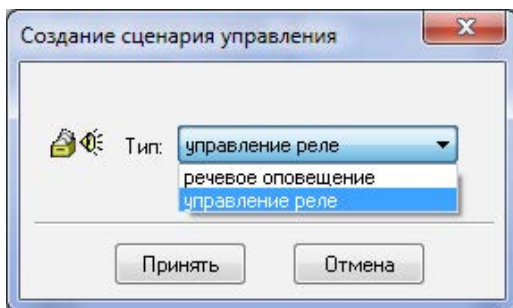 Создание сценария управления
Тип: управление реле
речевое оповещение
управление реле
Принять Отмена